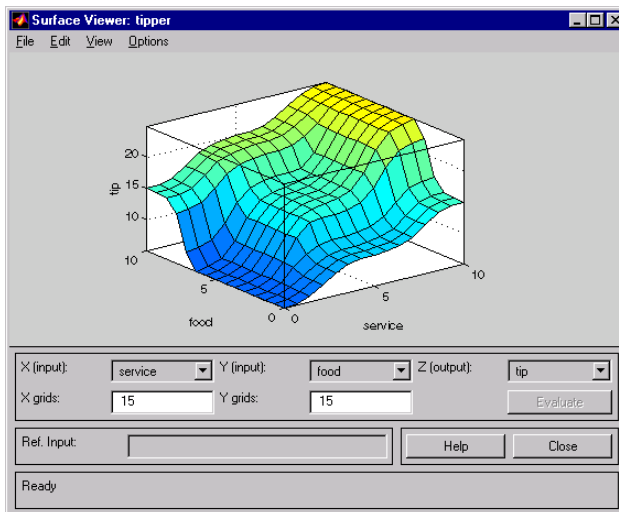 Surface Viewer: tipper
File Edit View Options
20
15
10
tip
10
5
0
food
0
5
10
service
X (input): service Y (input): food Z (output): tip
X grids: 15 Y grids: 15 Evaluate
Ref. Input: Help Close
Ready